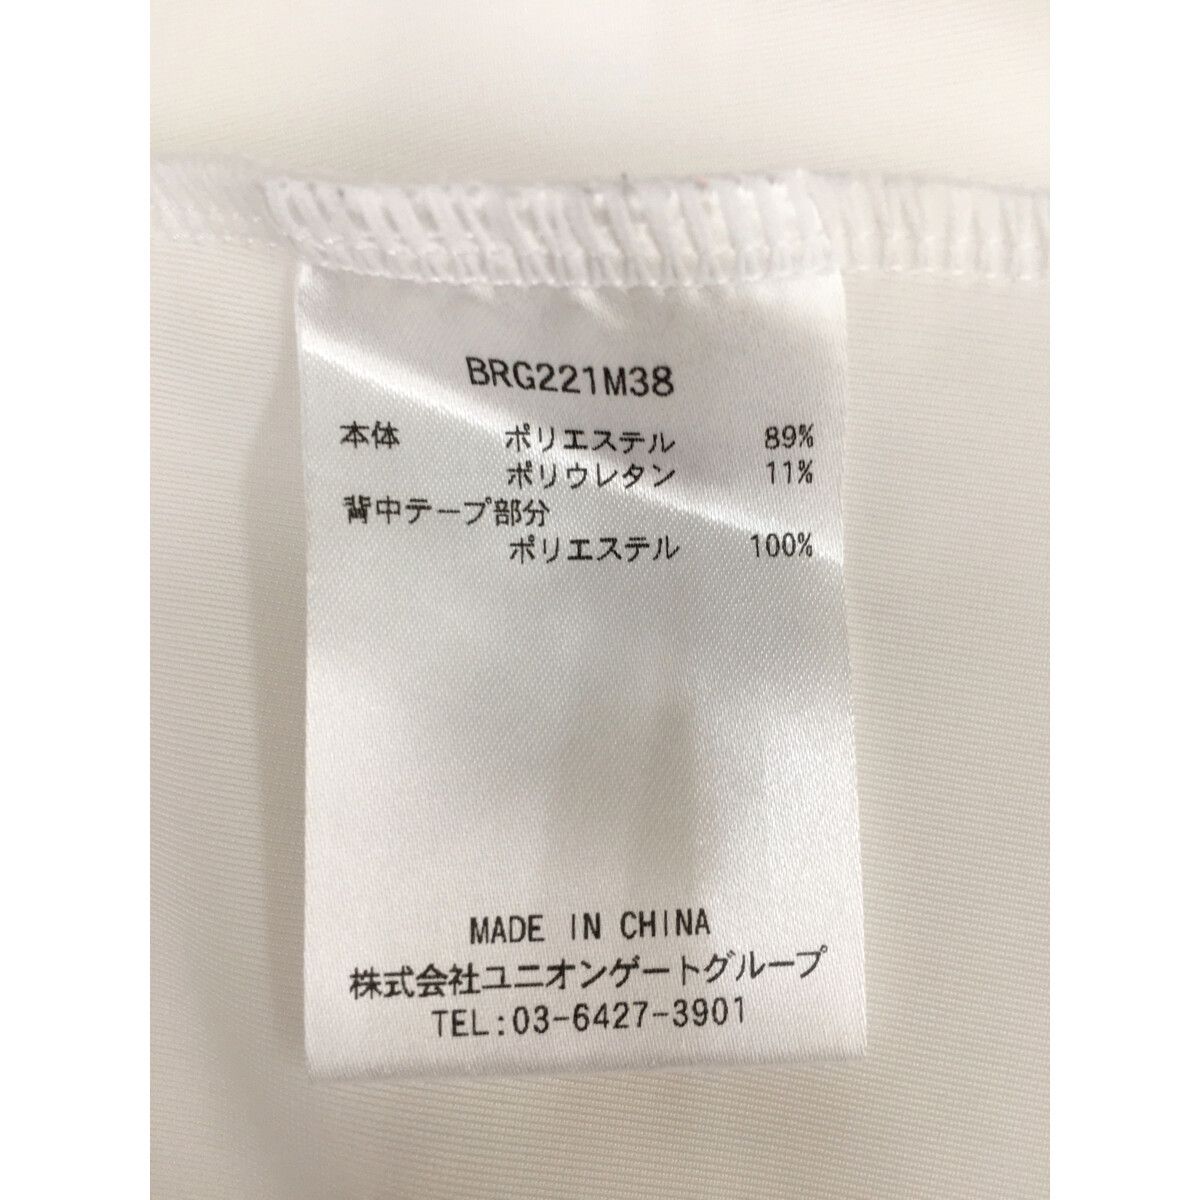 BRG221M38
本体 ポリエステル 89%
ポリウレタン 11%
背中テープ部分
ポリエステル 100%
MADE IN CHINA
株式会社ユニオンゲートグループ
TEL:03-6427-3901